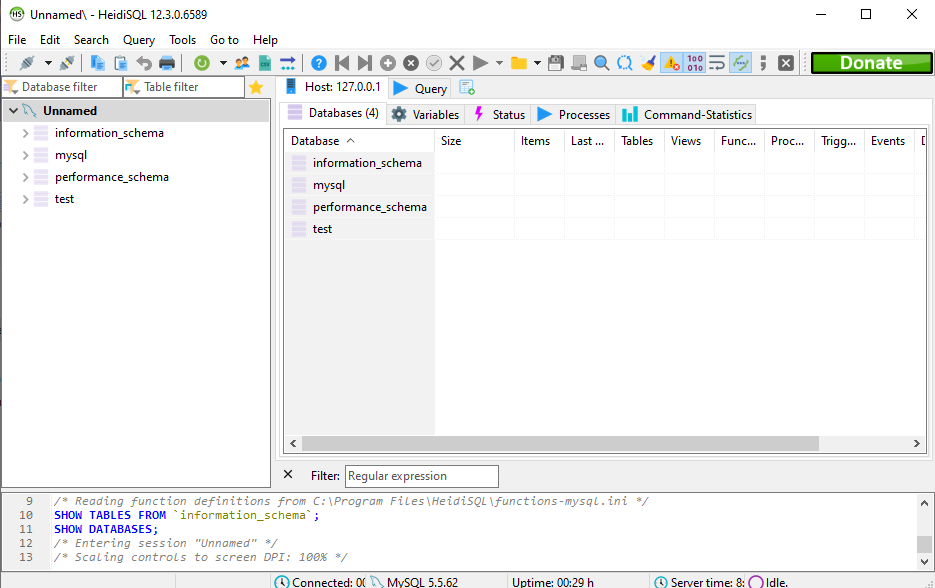 HS Unnamed\ - HeidiSQL 12.3.0.6589
File Edit Search Query Tools Go to Help
? 100 010 ; Donate
Database filter Table filter Host: 127.0.0.1 Query
Unnamed
information_schema
mysql
performance_schema
test
Databases (4) Variables Status Processes Command-Statistics
Database Size Items Last ... Tables Views Func... Proc... Trigg... Events
information_schema
mysql
performance_schema
test
Filter: Regular expression
9 /* Reading function definitions from C:\Program Files\HeidiSQL\functions-mysql.ini */
10 SHOW TABLES FROM `information_schema`;
11 SHOW DATABASES;
12 /* Entering session "Unnamed" */
13 /* Scaling controls to screen DPI: 100% */
Connected: 00 MySQL 5.5.62 Uptime: 00:29 h Server time: 8: Idle.